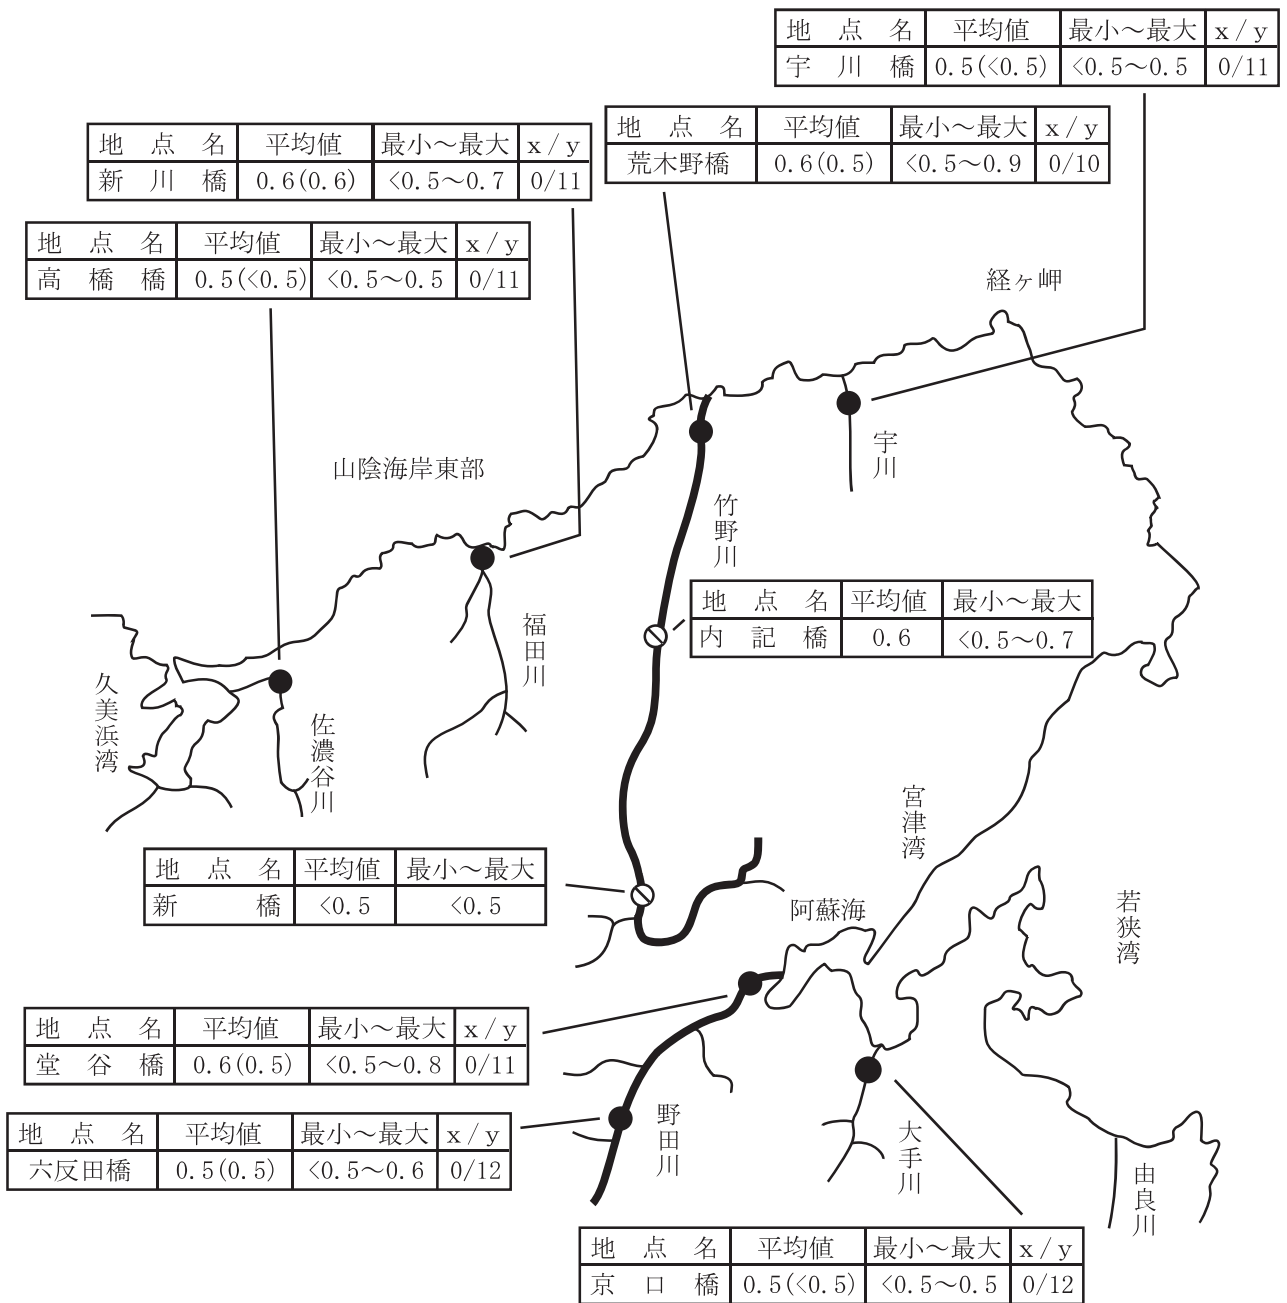 地　点　名 平均値 最小～最大 x/y
宇　川　橋 0.5(<0.5) <0.5～0.5 0/11
地　点　名 平均値 最小～最大 x/y
荒木野橋 0.6(0.5) <0.5～0.9 0/10
地　点　名 平均値 最小～最大 x/y
新　川　橋 0.6(0.6) <0.5～0.7 0/11
地　点　名 平均値 最小～最大 x/y
高　橋　橋 0.5(<0.5) <0.5～0.5 0/11
経ヶ岬
宇川
山陰海岸東部
竹野川
地　点　名 平均値 最小～最大
内　記　橋 0.6 <0.5～0.7
福田川
久美浜湾
佐濃谷川
宮津湾
地　点　名 平均値 最小～最大
新　　　橋 <0.5 <0.5
阿蘇海
若狭湾
地　点　名 平均値 最小～最大 x/y
堂　谷　橋 0.6(0.5) <0.5～0.8 0/11
地　点　名 平均値 最小～最大 x/y
六反田橋 0.5(0.5) <0.5～0.6 0/12
野田川
大手川
由良川
地　点　名 平均値 最小～最大 x/y
京　口　橋 0.5(<0.5) <0.5～0.5 0/12